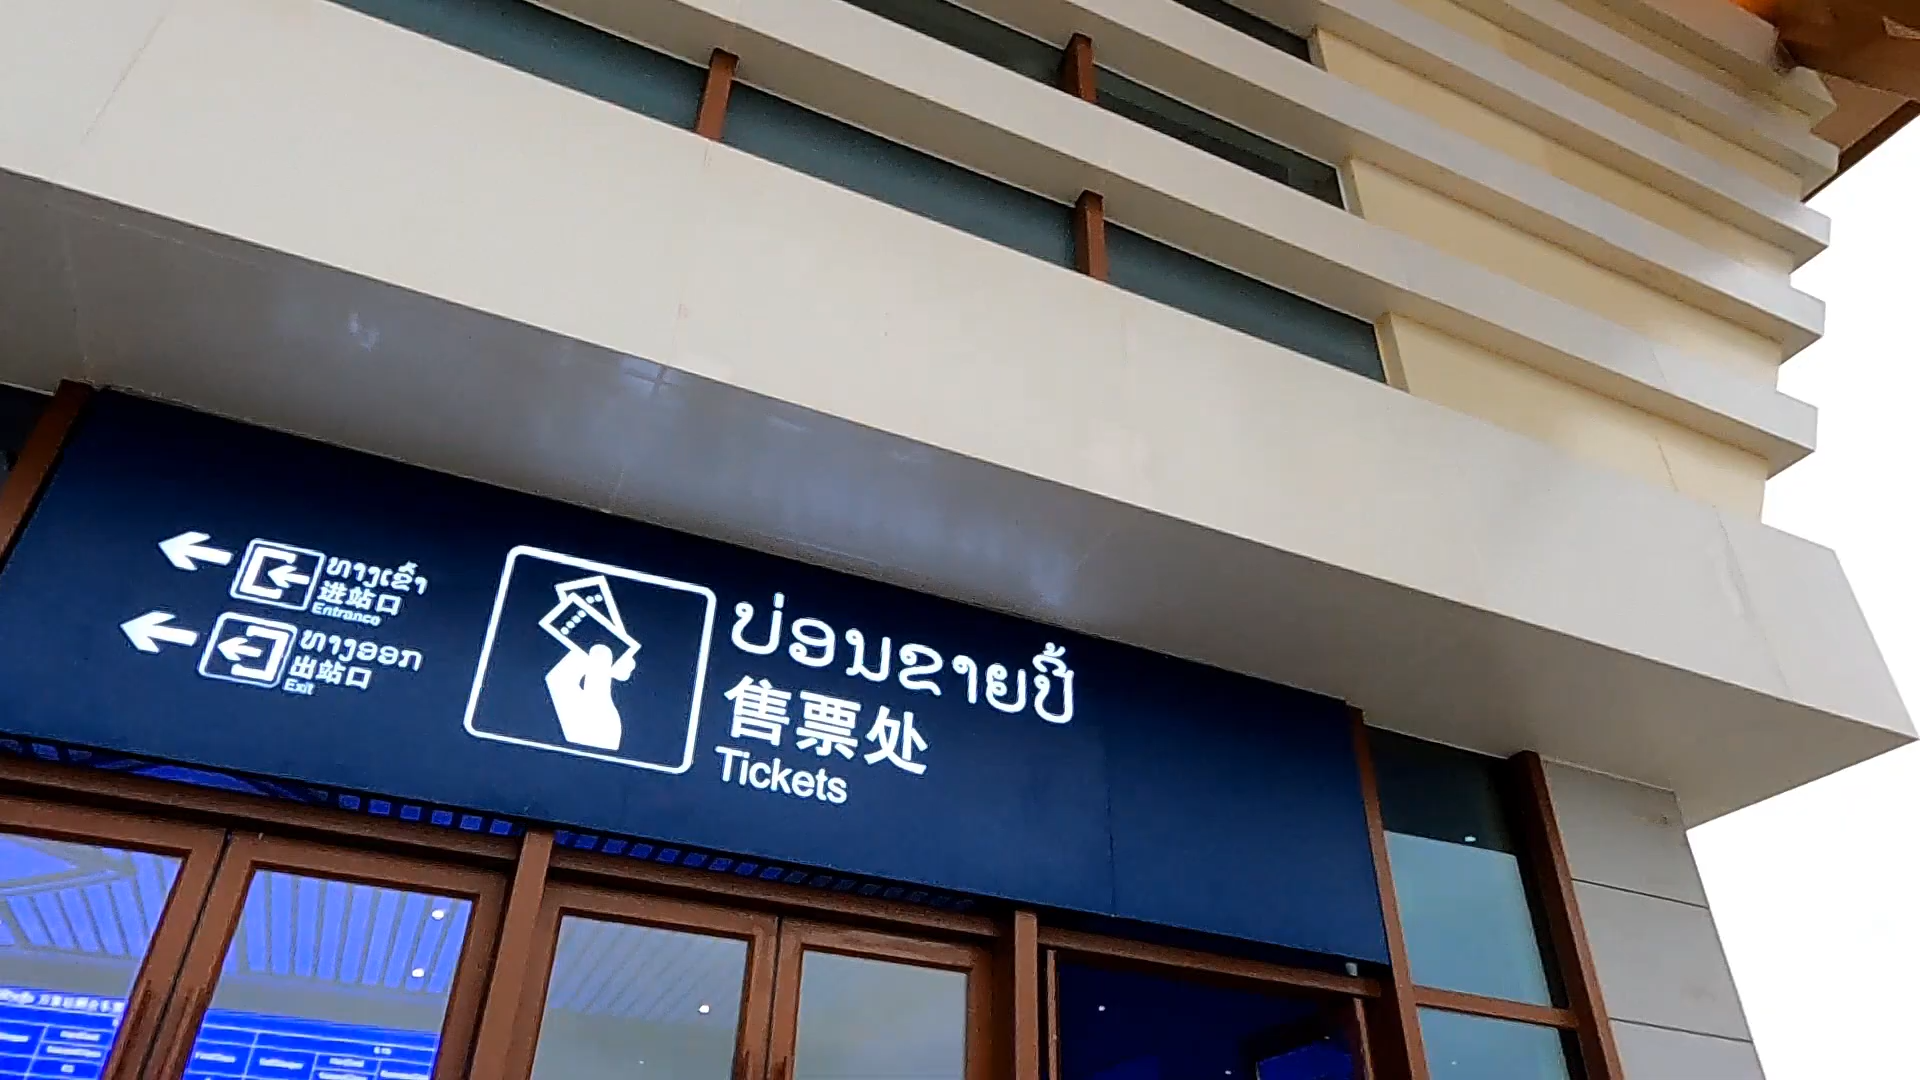 ທາງເຂົ້າ
进站口
Entrance
ທາງອອກ
出站口
Exit
ບ່ອນຂາຍປີ້
售票处
Tickets